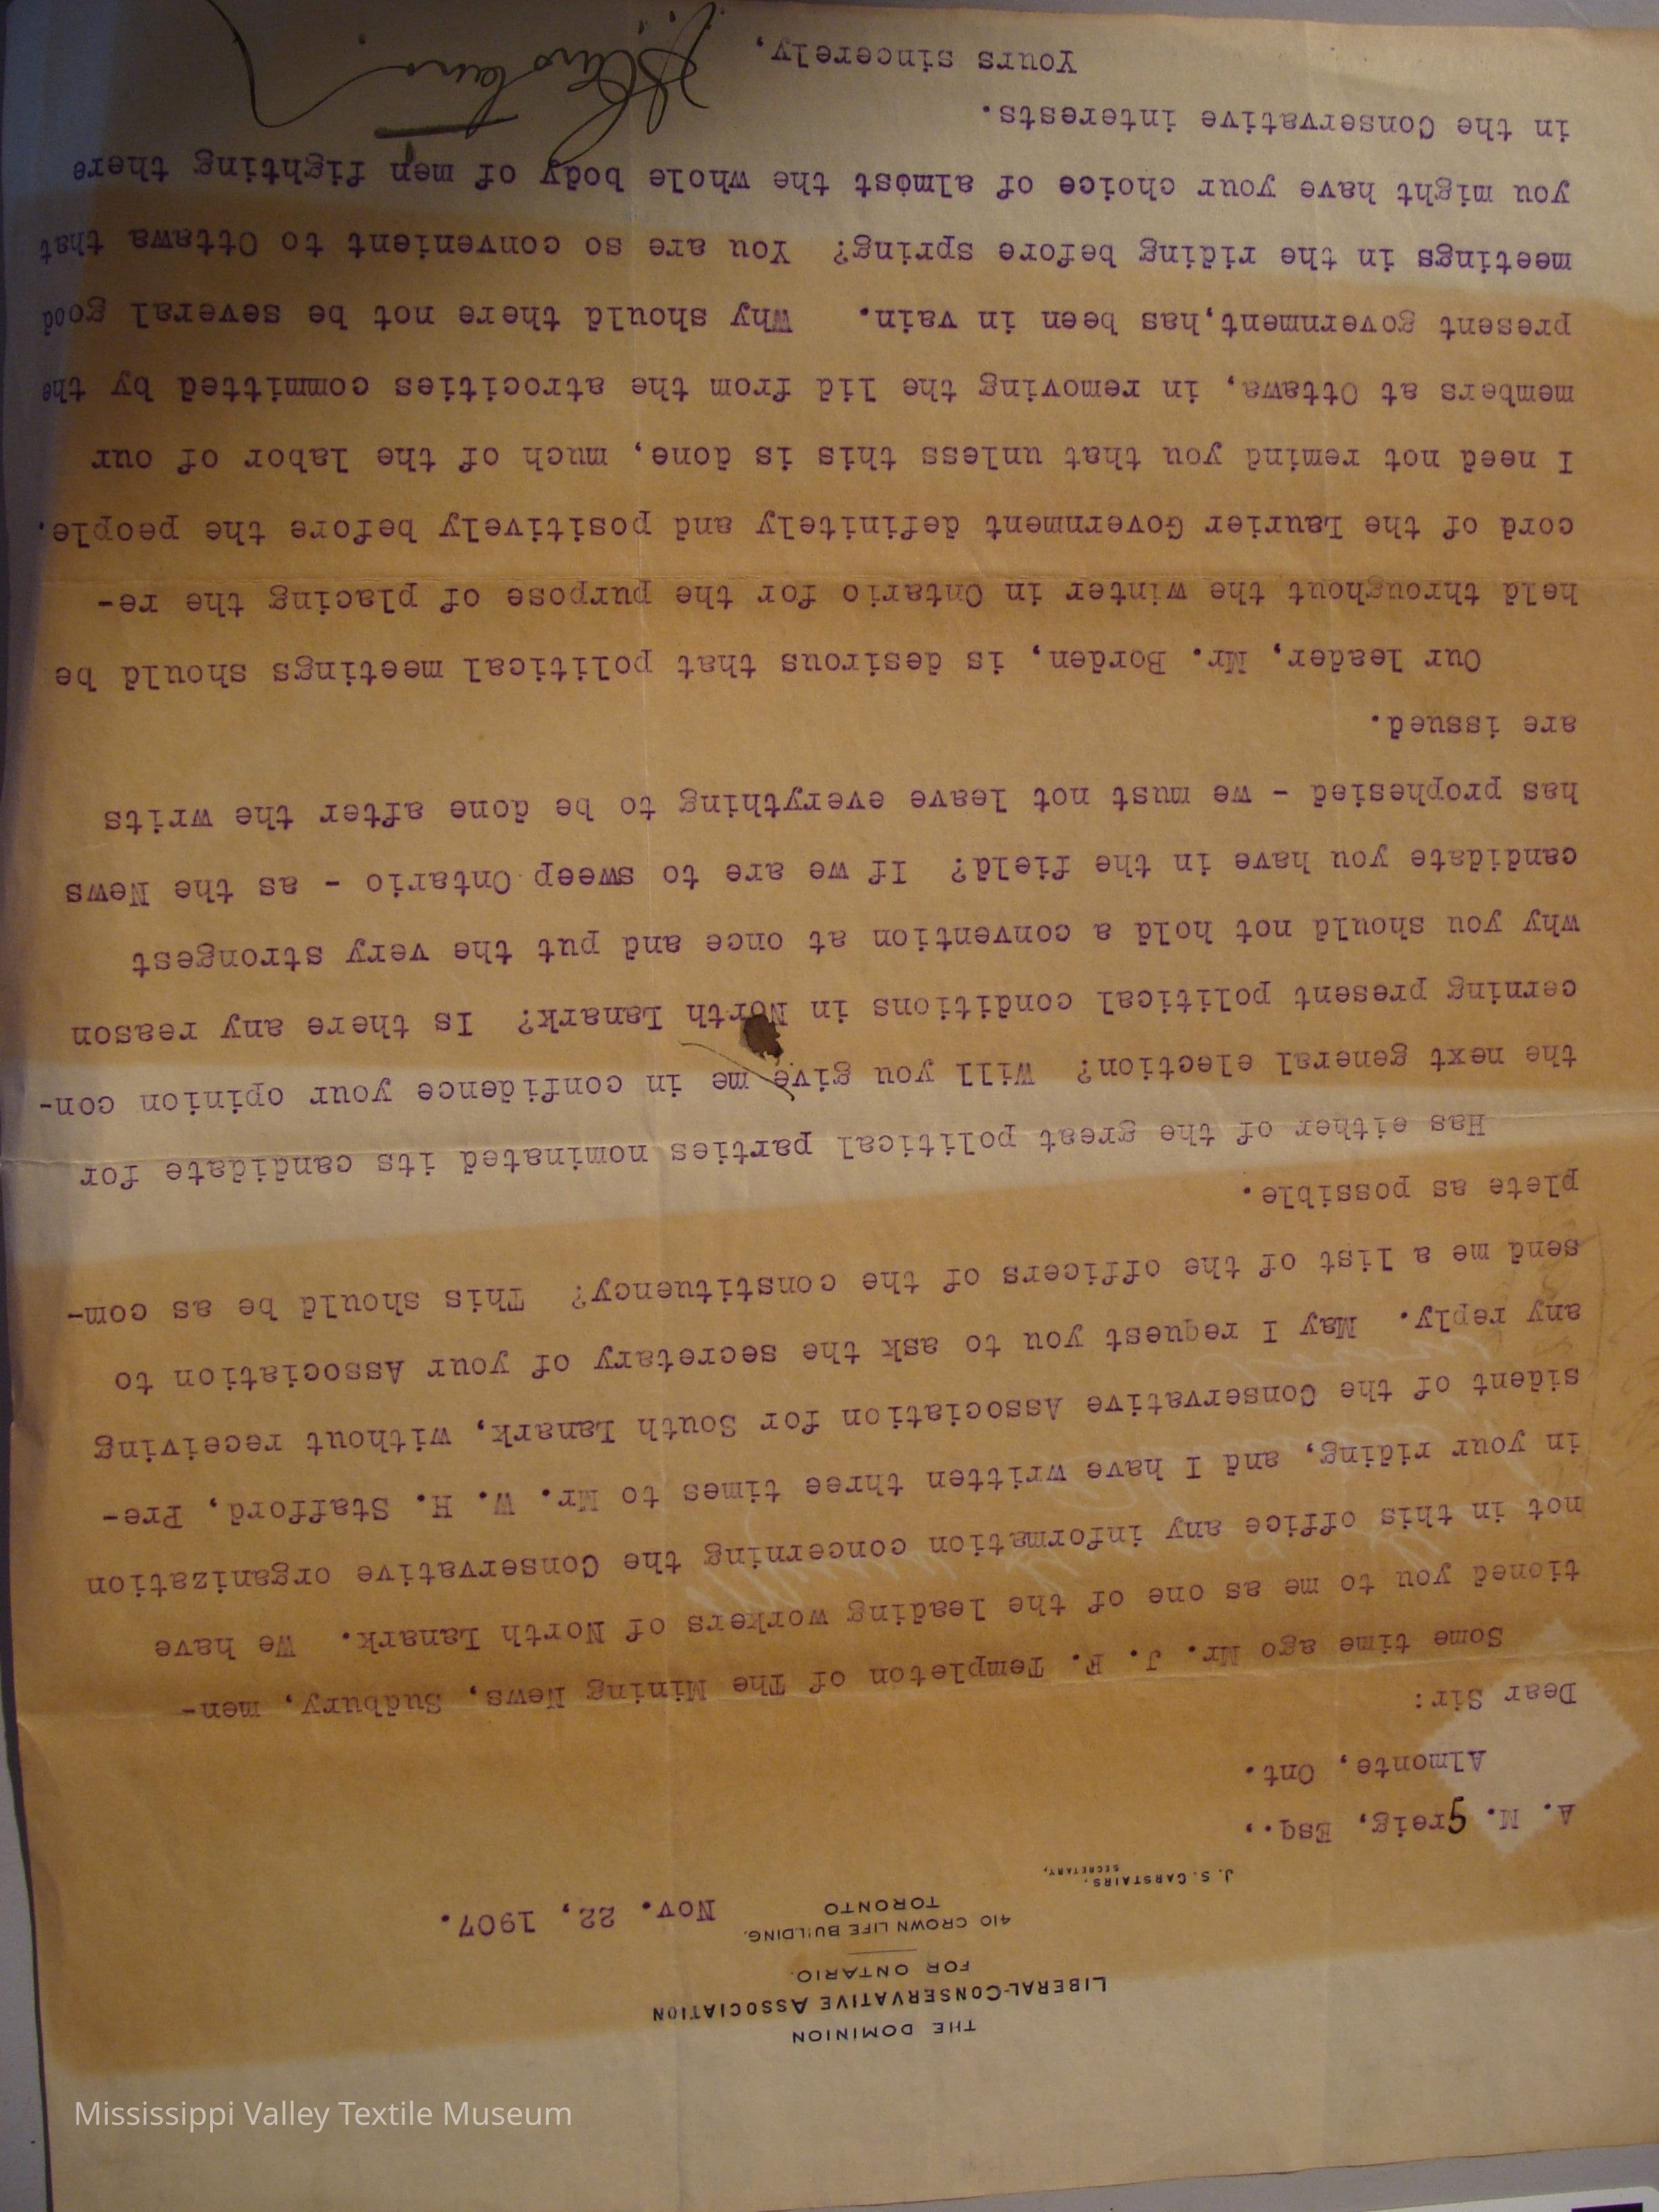 THE DOMINION
LIBERAL-CONSERVATIVE ASSOCIATION
FOR ONTARIO.
410 CROWN LIFE BUILDING,
TORONTO
Nov. 22, 1907.
J. S. CARSTAIRS,
SECRETARY,
A. M. Greig, Esq.,
Almonte, Ont.
Dear Sir:
Some time ago Mr. J. F. Templeton of The Mining News, Sudbury, men-
tioned you to me as one of the leading workers of North Lanark. We have
not in this office any information concerning the Conservative organization
in your riding, and I have written three times to Mr. W. H. Stafford, Pre-
sident of the Conservative Association for South Lanark, without receiving
any reply. May I request you to ask the secretary of your Association to
send me a list of the officers of the constituency? This should be as com-
plete as possible.
Has either of the great political parties nominated its candidate for
the next general election? Will you give me in confidence your opinion con-
cerning present political conditions in North Lanark? Is there any reason
why you should not hold a convention at once and put the very strongest
candidate you have in the field? If we are to sweep Ontario - as the News
has prophesied - we must not leave everything to be done after the writs
are issued.
Our leader, Mr. Borden, is desirous that political meetings should be
held throughout the winter in Ontario for the purpose of placing the re-
cord of the Laurier Government definitely and positively before the people.
I need not remind you that unless this is done, much of the labor of our
members at Ottawa, in removing the lid from the atrocities committed by the
present government,has been in vain. Why should there not be several good
meetings in the riding before spring? You are so convenient to Ottawa that
you might have your choice of almost the whole body of men fighting there
in the Conservative interests.
Yours sincerely,
J.S.Carstairs.
Mississippi Valley Textile Museum